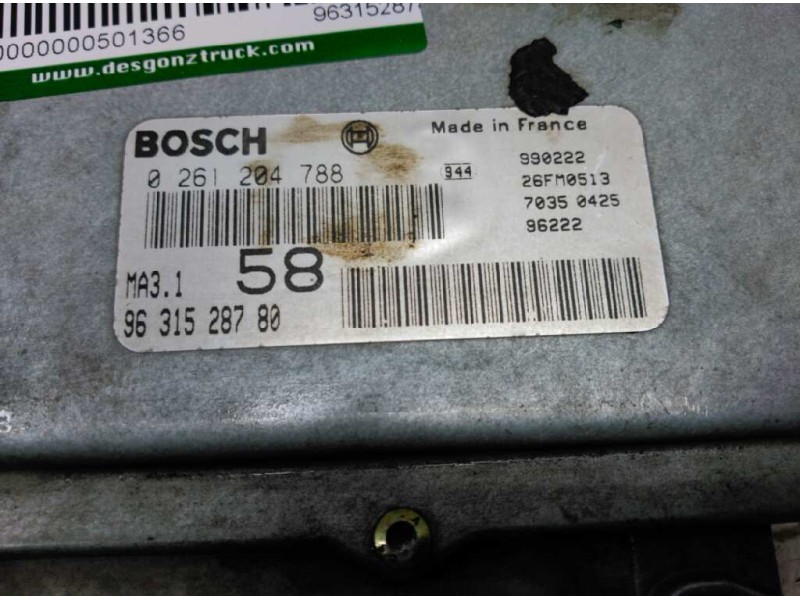 96315287
0000000501366
www.desgonztruck.com
BOSCH
Made in France
0 261 204 788
944
990222
26FM0513
7035 0425
96222
MA3.1
58
96 315 287 80